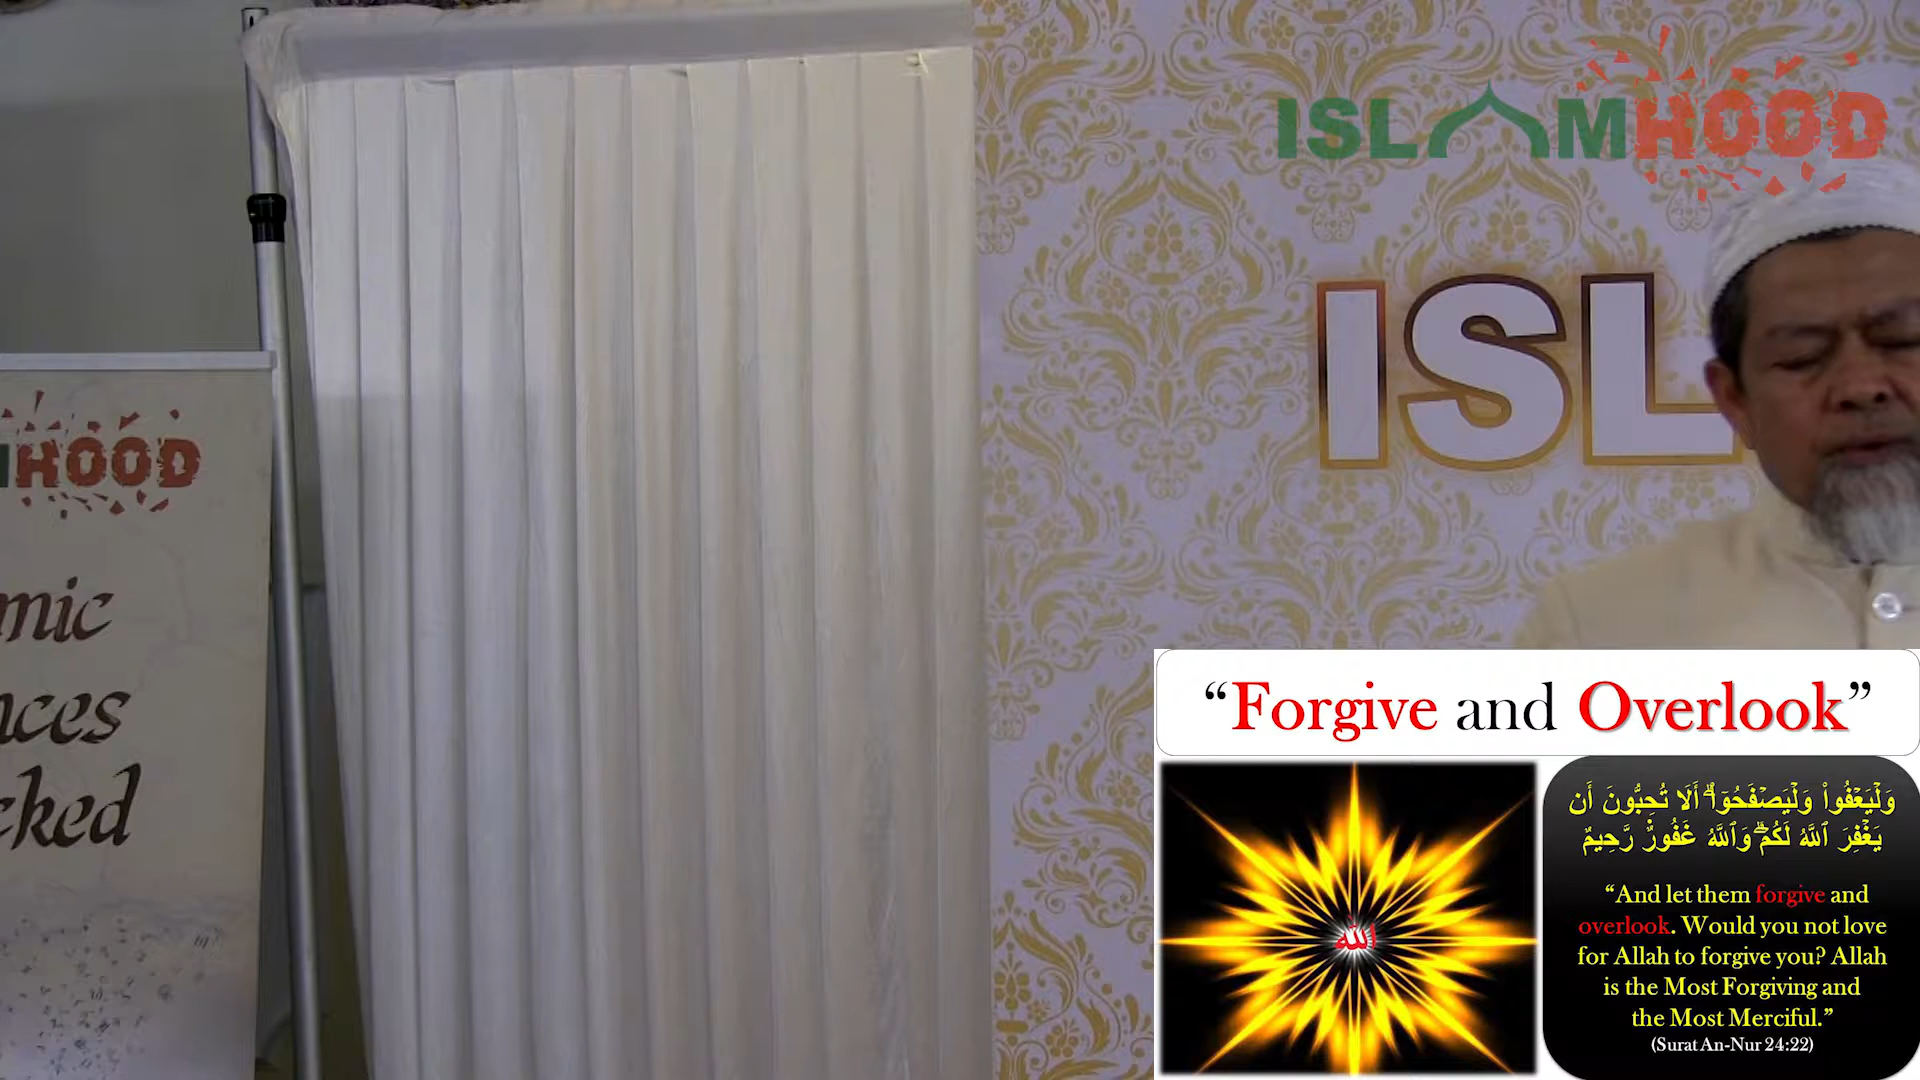 ISLAMHOOD
ISL
MHOOD
mic
nces
cked
“Forgive and Overlook”
الله
وَلْيَعْفُوا۟ وَلْيَصْفَحُوٓا۟ ۗ أَلَا تُحِبُّونَ أَن
يَغْفِرَ ٱللَّهُ لَكُمْ ۗ وَٱللَّهُ غَفُورٌ رَّحِيمٌ
“And let them forgive and
overlook. Would you not love
for Allah to forgive you? Allah
is the Most Forgiving and
the Most Merciful.”
(Surat An-Nur 24:22)